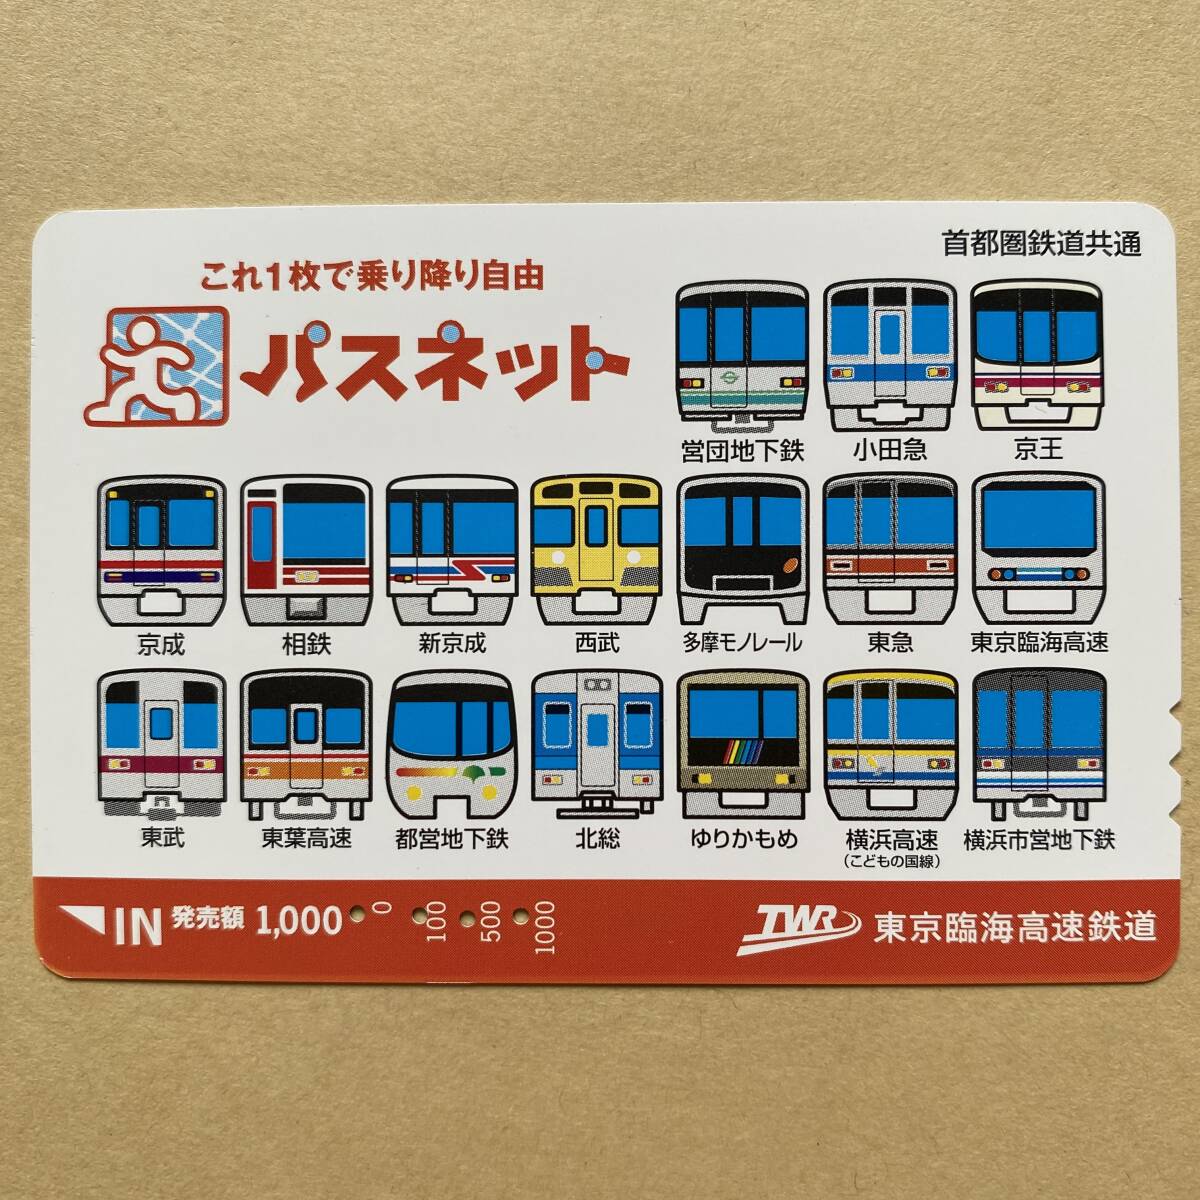 首都圏鉄道共通
これ1枚で乗り降り自由
パスネット
営団地下鉄 小田急 京王
京成 相鉄 新京成 西武 多摩モノレール 東急 東京臨海高速
東武 東葉高速 都営地下鉄 北総 ゆりかもめ 横浜高速 横浜市営地下鉄
(こどもの国線)
IN 発売額 1,000 0 100 500 1000 TWR 東京臨海高速鉄道